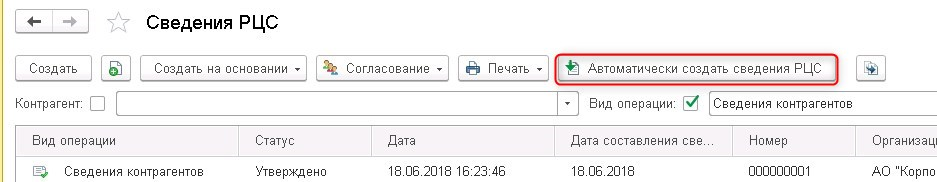 Сведения РЦС
Создать Создать на основании Согласование Печать Автоматически создать сведения РЦС
Контрагент: Вид операции: Сведения контрагентов
Вид операции Статус Дата Дата составления све... Номер Организац
Сведения контрагентов Утверждено 18.06.2018 16:23:46 18.06.2018 000000001 АО "Корпо